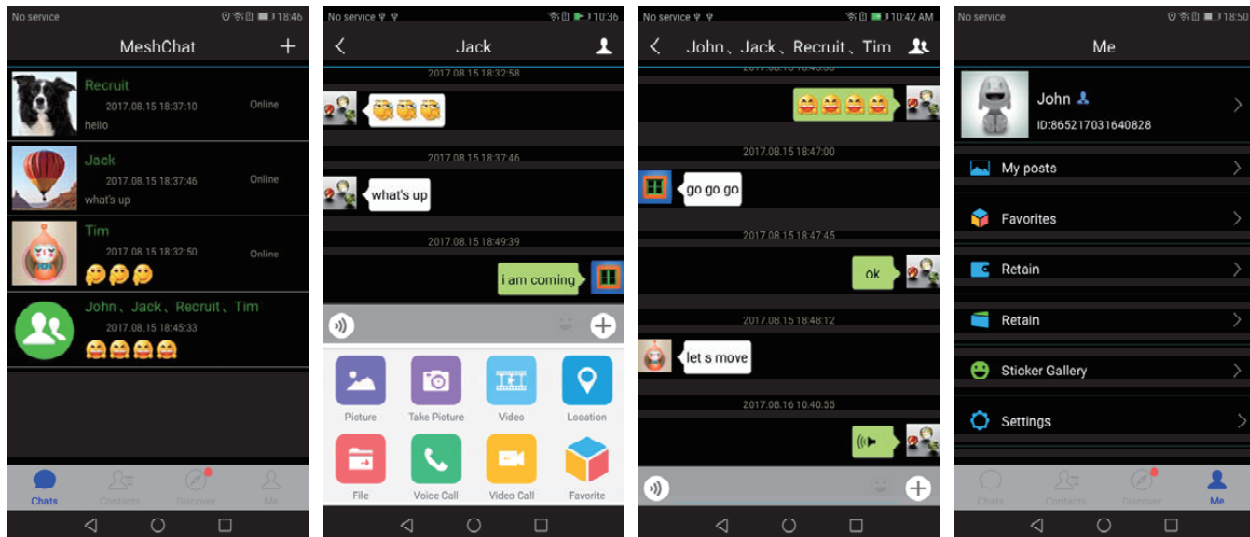 No service 18:46
MeshChat
Recruit
2017.08.15 18:37:10 Online
hello
Jack
2017.08.15 18:37:46 Online
what's up
Tim
2017.08.15 18:32:50 Online
John、Jack、Recruit、Tim
2017.08.15 18:45:33
Chats Contacts Discover Me
No service 10:36
Jack
2017.08.15 18:32:58
2017.08.15 18:37:46
what's up
2017.08.15 18:49:39
i am coming
Picture Take Picture Video Location
File Voice Call Video Call Favorite
No service 10:42 AM
John、Jack、Recruit、Tim
2017.08.15 18:47:00
go go go
2017.08.15 18:47:45
ok
2017.08.15 18:48:12
let s move
2017.08.16 10:40:55
No service 18:50
Me
John
ID:865217031640828
My posts
Favorites
Retain
Retain
Sticker Gallery
Settings
Chats Contacts Discover Me